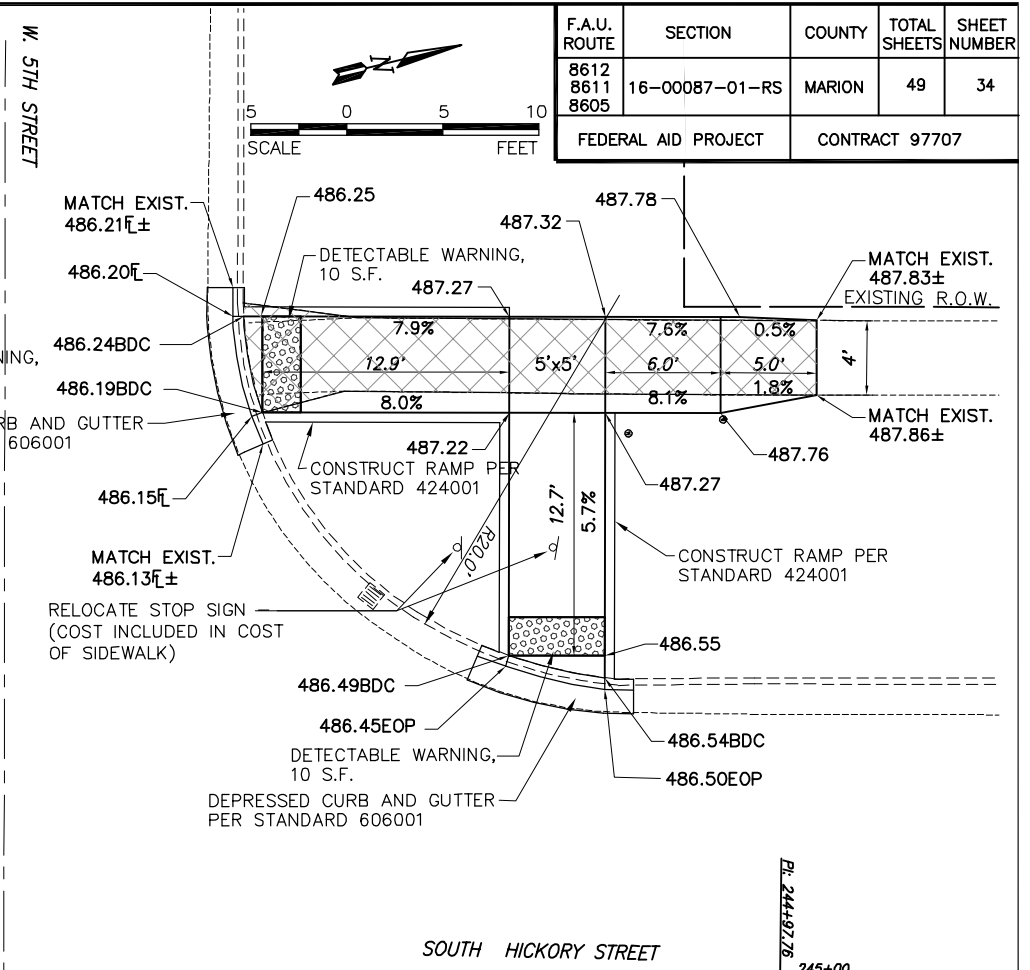 F.A.U.
ROUTE
SECTION
COUNTY
TOTAL
SHEETS
SHEET
NUMBER
8612
8611
8605
16-00087-01-RS
MARION
49
34
FEDERAL AID PROJECT
CONTRACT 97707
W. 5TH STREET
N
5
0
5
10
SCALE
FEET
MATCH EXIST.
486.21FL±
486.25
487.78
487.32
486.20FL
DETECTABLE WARNING,
10 S.F.
487.27
MATCH EXIST.
487.83±
EXISTING R.O.W.
486.24BDC
7.9%
7.6%
0.5%
NING,
12.9'
5'x5'
6.0'
5.0'
4'
486.19BDC
8.0%
8.1%
1.8%
RB AND GUTTER
606001
MATCH EXIST.
487.86±
487.22
487.76
CONSTRUCT RAMP PER
STANDARD 424001
487.27
486.15FL
12.7'
5.7%
R20.0'
MATCH EXIST.
486.13FL±
CONSTRUCT RAMP PER
STANDARD 424001
RELOCATE STOP SIGN
(COST INCLUDED IN COST
OF SIDEWALK)
486.55
486.49BDC
486.45EOP
486.54BDC
DETECTABLE WARNING,
10 S.F.
486.50EOP
DEPRESSED CURB AND GUTTER
PER STANDARD 606001
PI: 244+97.76
SOUTH HICKORY STREET
245+00